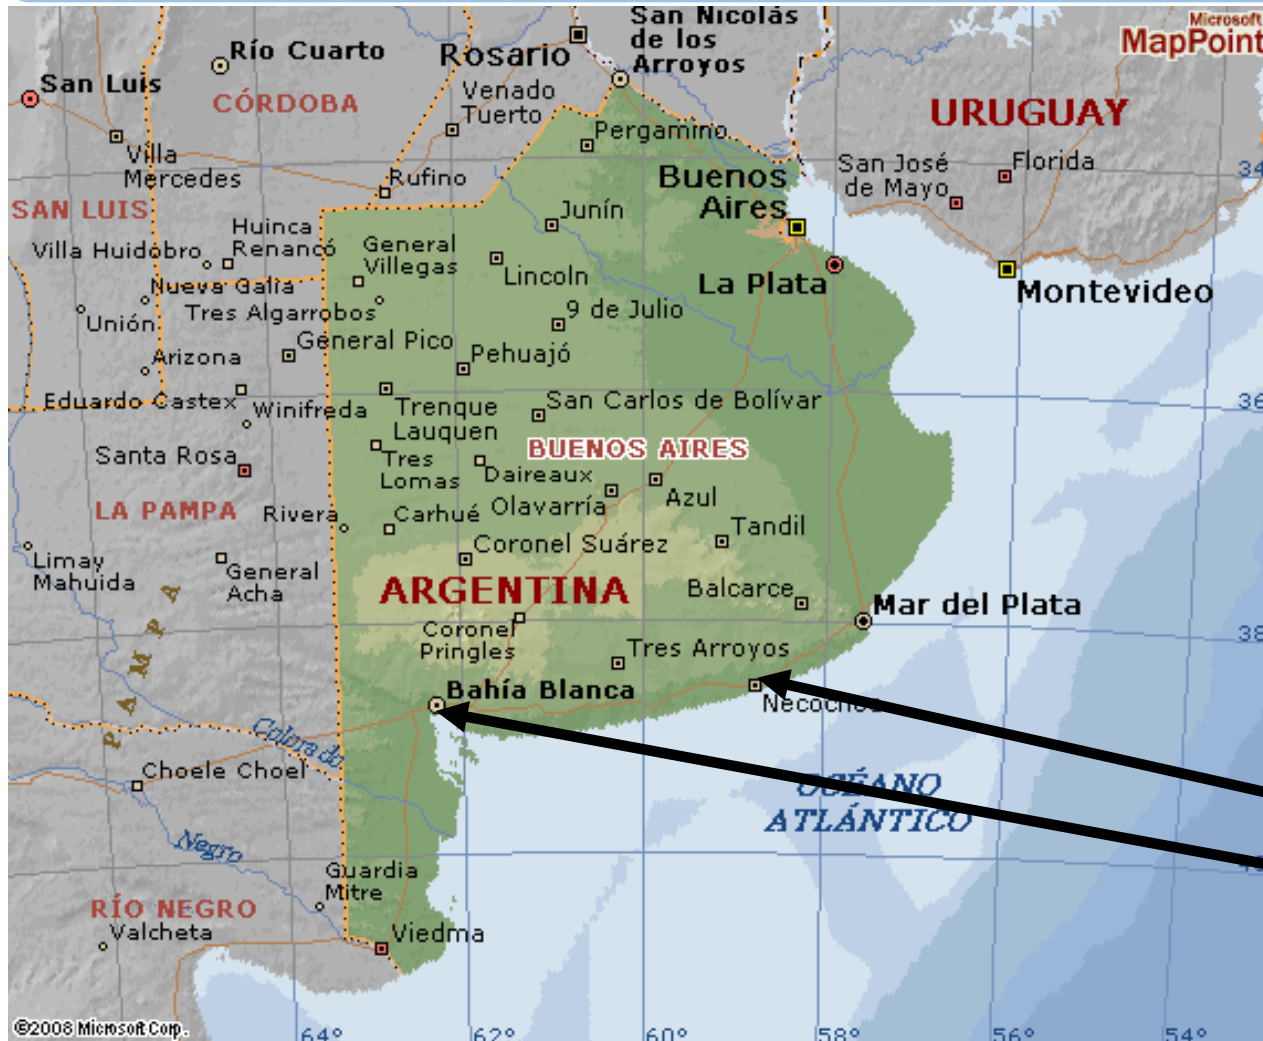 Microsoft
MapPoint
San Nicolás
de los
Arroyos
Río Cuarto
Rosario
San Luis
CÓRDOBA
Venado
Tuerto
URUGUAY
Pergamino
Villa
Mercedes
San José
de Mayo
Florida
34
Buenos
Aires
Rufino
SAN LUIS
Junín
Huinca
Renancó
Villa Huidobro
General
Villegas
Lincoln
La Plata
Montevideo
Nueva Galia
Tres Algarrobos
9 de Julio
Unión
General Pico
Pehuajó
Arizona
Eduardo Castex
Winifreda
Trenque
Lauquen
San Carlos de Bolívar
36
BUENOS AIRES
Santa Rosa
Tres
Lomas
Daireaux
Olavarría
Azul
LA PAMPA
Rivera
Carhué
Tandil
Coronel Suárez
Limay
Mahuida
General
Acha
ARGENTINA
Balcarce
Mar del Plata
PAMPA
Coronel
Pringles
Tres Arroyos
38
Bahía Blanca
Necochea
Colorado
Choele Choel
OCÉANO
ATLÁNTICO
Negro
Guardia
Mitre
RÍO NEGRO
Valcheta
Viedma
©2008 Microsoft Corp.
64°
62°
60°
58°
56°
54°